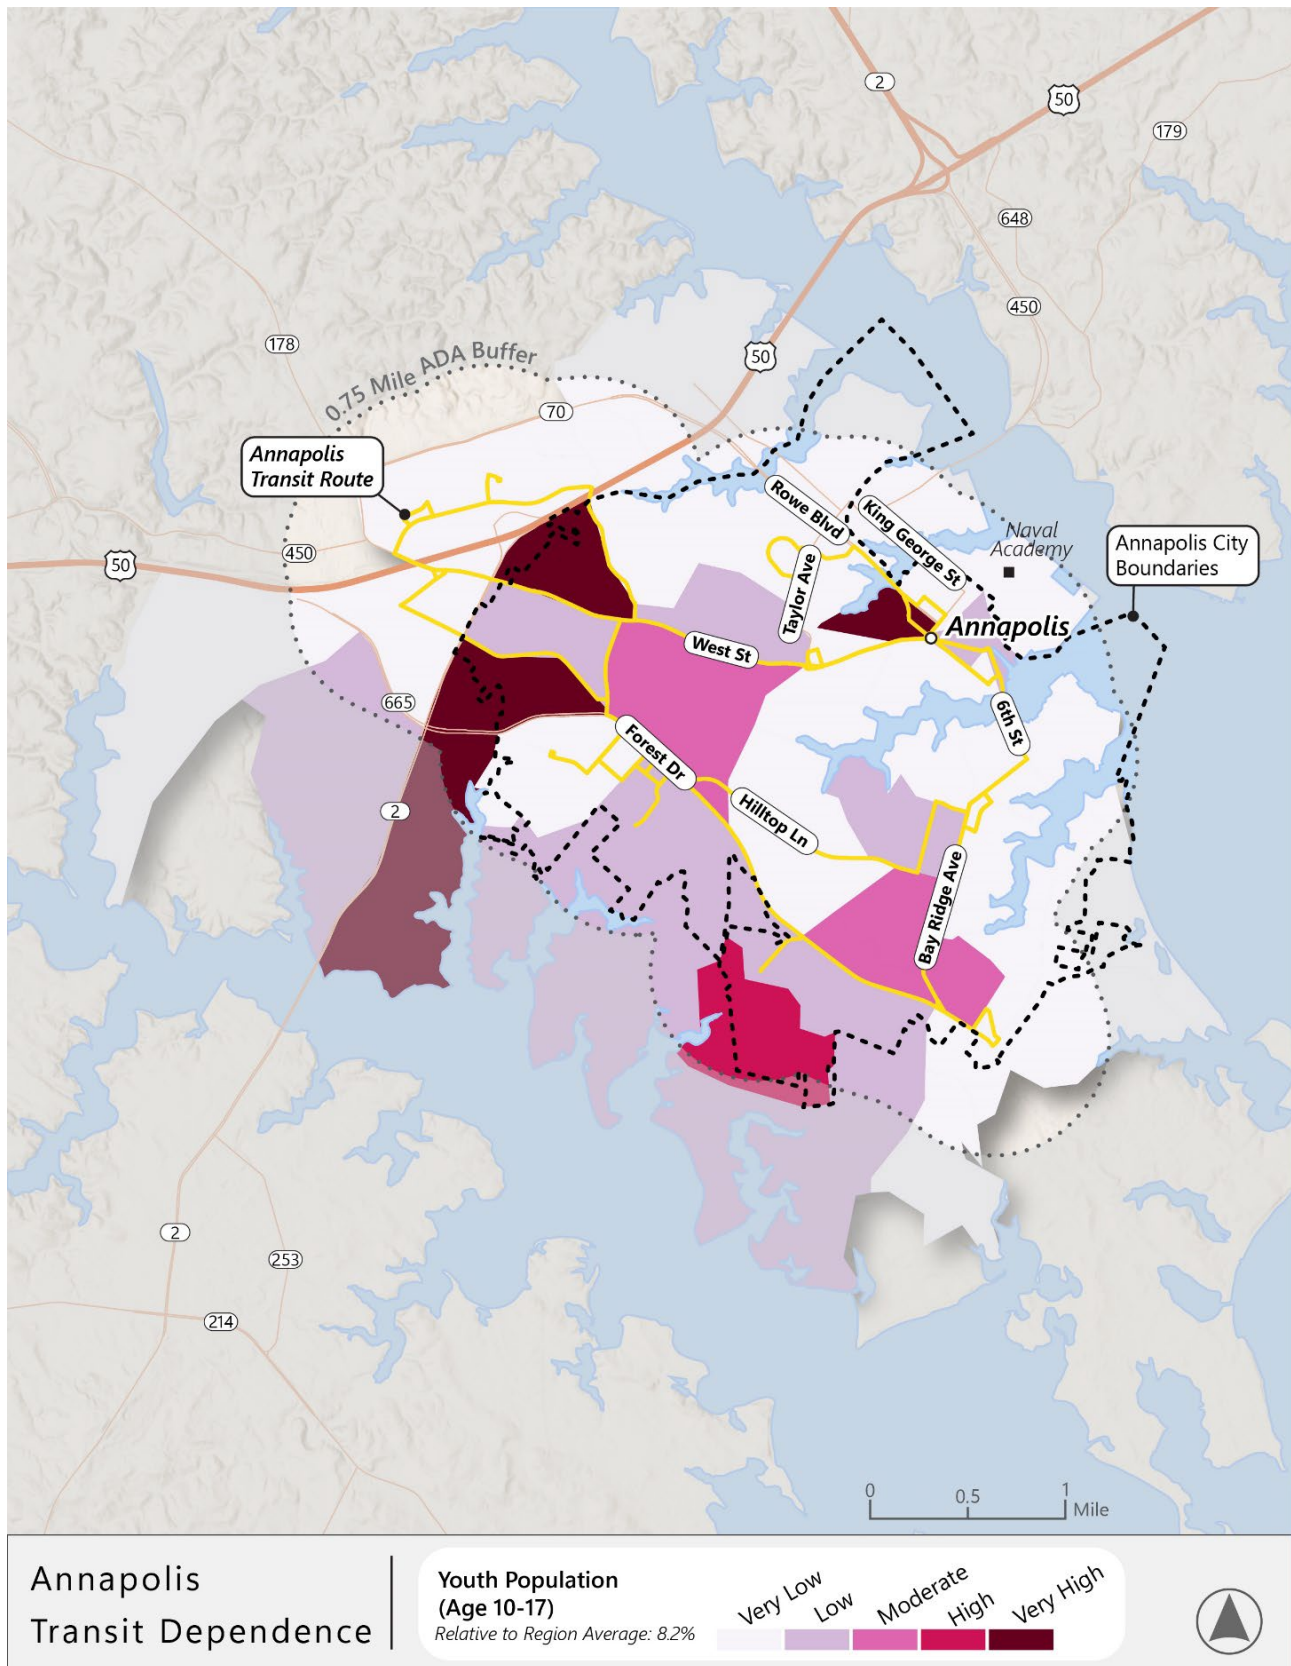 2
50
179
648
450
178
50
0.75 Mile ADA Buffer
70
Annapolis
Transit Route
Rowe Blvd
King George St
Naval
Academy
Annapolis City
Boundaries
450
50
Taylor Ave
Annapolis
West St
665
6th St
Forest Dr
2
Hilltop Ln
Bay Ridge Ave
2
253
214
0
0.5
1
Mile
Annapolis
Transit Dependence
Youth Population
(Age 10-17)
Relative to Region Average: 8.2%
Very Low
Low
Moderate
High
Very High